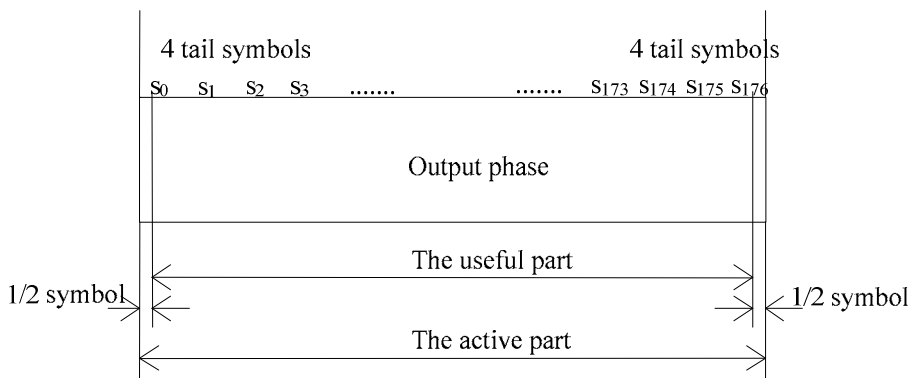 4 tail symbols 4 tail symbols
s0 s1 s2 s3 ....... ....... s173 s174 s175 s176
Output phase
The useful part
1/2 symbol 1/2 symbol
The active part